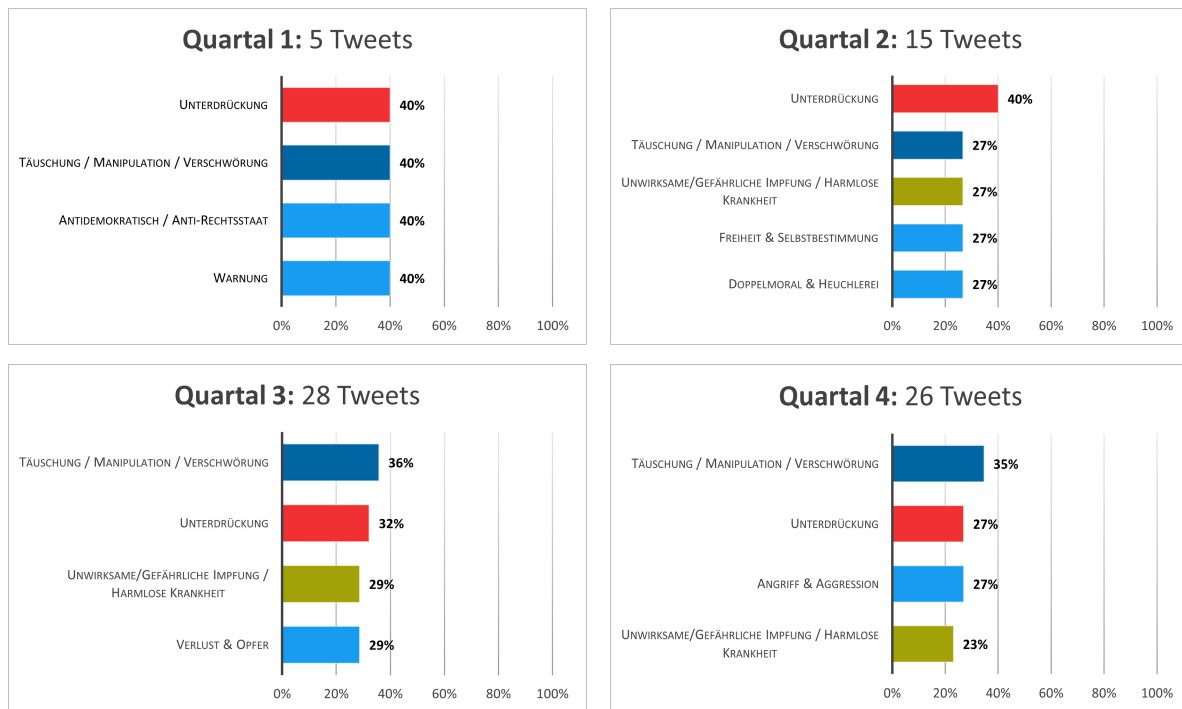 Quartal 1: 5 Tweets
UNTERDRÜCKUNG
40%
TÄUSCHUNG / MANIPULATION / VERSCHWÖRUNG
40%
ANTIDEMOKRATISCH / ANTI-RECHTSSTAAT
40%
WARNUNG
40%
0% 20% 40% 60% 80% 100%
Quartal 2: 15 Tweets
UNTERDRÜCKUNG
40%
TÄUSCHUNG / MANIPULATION / VERSCHWÖRUNG
27%
UNWIRKSAME/GEFÄHRLICHE IMPFUNG / HARMLOSE
KRANKHEIT
27%
FREIHEIT & SELBSTBESTIMMUNG
27%
DOPPELMORAL & HEUCHLEREI
27%
0% 20% 40% 60% 80% 100%
Quartal 3: 28 Tweets
TÄUSCHUNG / MANIPULATION / VERSCHWÖRUNG
36%
UNTERDRÜCKUNG
32%
UNWIRKSAME/GEFÄHRLICHE IMPFUNG /
HARMLOSE KRANKHEIT
29%
VERLUST & OPFER
29%
0% 20% 40% 60% 80% 100%
Quartal 4: 26 Tweets
TÄUSCHUNG / MANIPULATION / VERSCHWÖRUNG
35%
UNTERDRÜCKUNG
27%
ANGRIFF & AGGRESSION
27%
UNWIRKSAME/GEFÄHRLICHE IMPFUNG / HARMLOSE
KRANKHEIT
23%
0% 20% 40% 60% 80% 100%